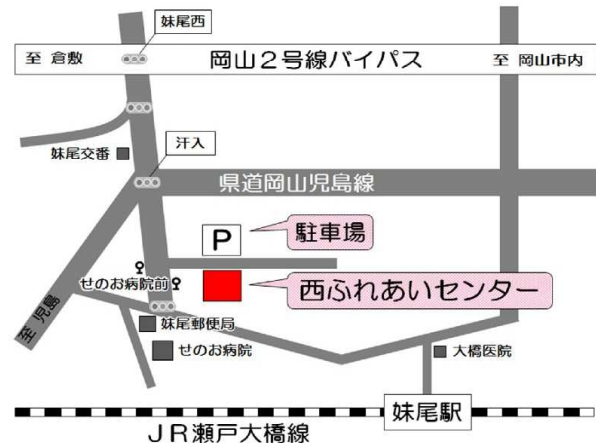 妹尾西
至 倉敷
岡山2号線バイパス
至 岡山市内
妹尾交番
汗入
県道岡山児島線
P
駐車場
せのお病院前
西ふれあいセンター
至 児島
妹尾郵便局
せのお病院
大橋医院
妹尾駅
JR瀬戸大橋線